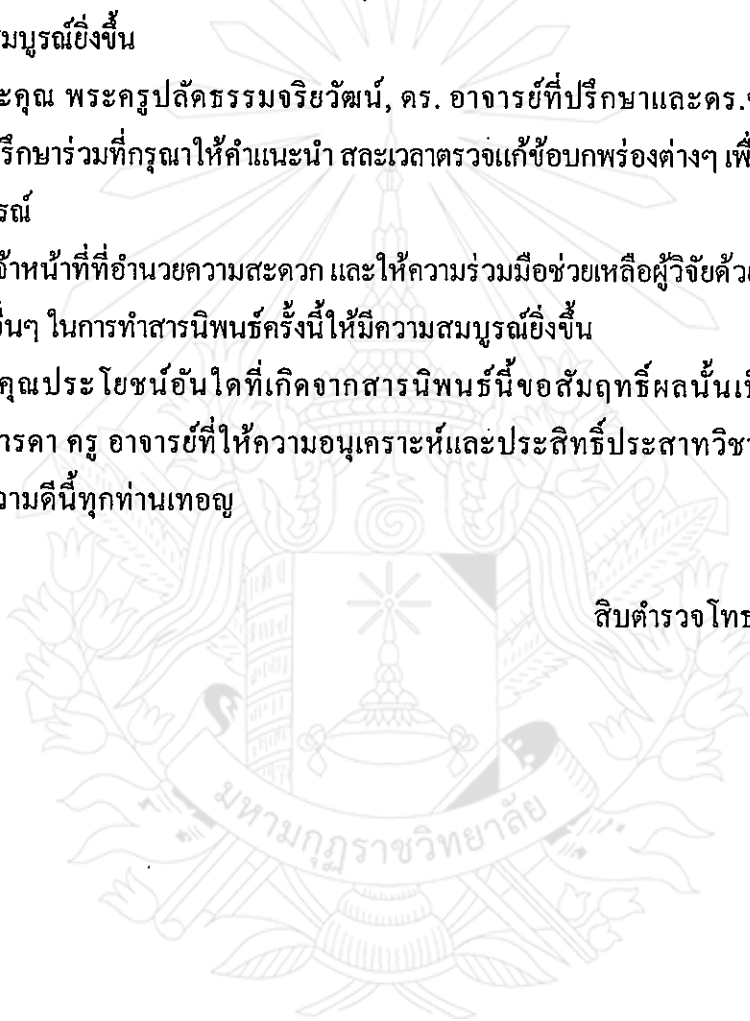 สมบูรณ์ยิ่งขึ้น
พระครูปลัดธรรมจริยวัฒน์, ดร. อาจารย์ที่ปรึกษาและดร.
รึกษาร่วมที่กรุณาให้คำแนะนำ สละเวลาตรวจแก้ข้อบกพร่องต่างๆ เพื่
รณ์
จ้าหน้าที่ที่อำนวยความสะดวก และให้ความร่วมมือช่วยเหลือผู้วิจัยด้วย
อื่นๆ ในการทำสารนิพนธ์ครั้งนี้ให้มีความสมบูรณ์ยิ่งขึ้น
คุณประโยชน์อันใดที่เกิดจากสารนิพนธ์นี้ขอสัมฤทธิ์ผลนั้นเป็
ารดา ครู อาจารย์ที่ให้ความอนุเคราะห์และประสิทธิ์ประสาทวิชา
วามดีนี้ทุกท่านเทอญ
สิบตำรวจโท
มหามกุฏราชวิทยาลัย